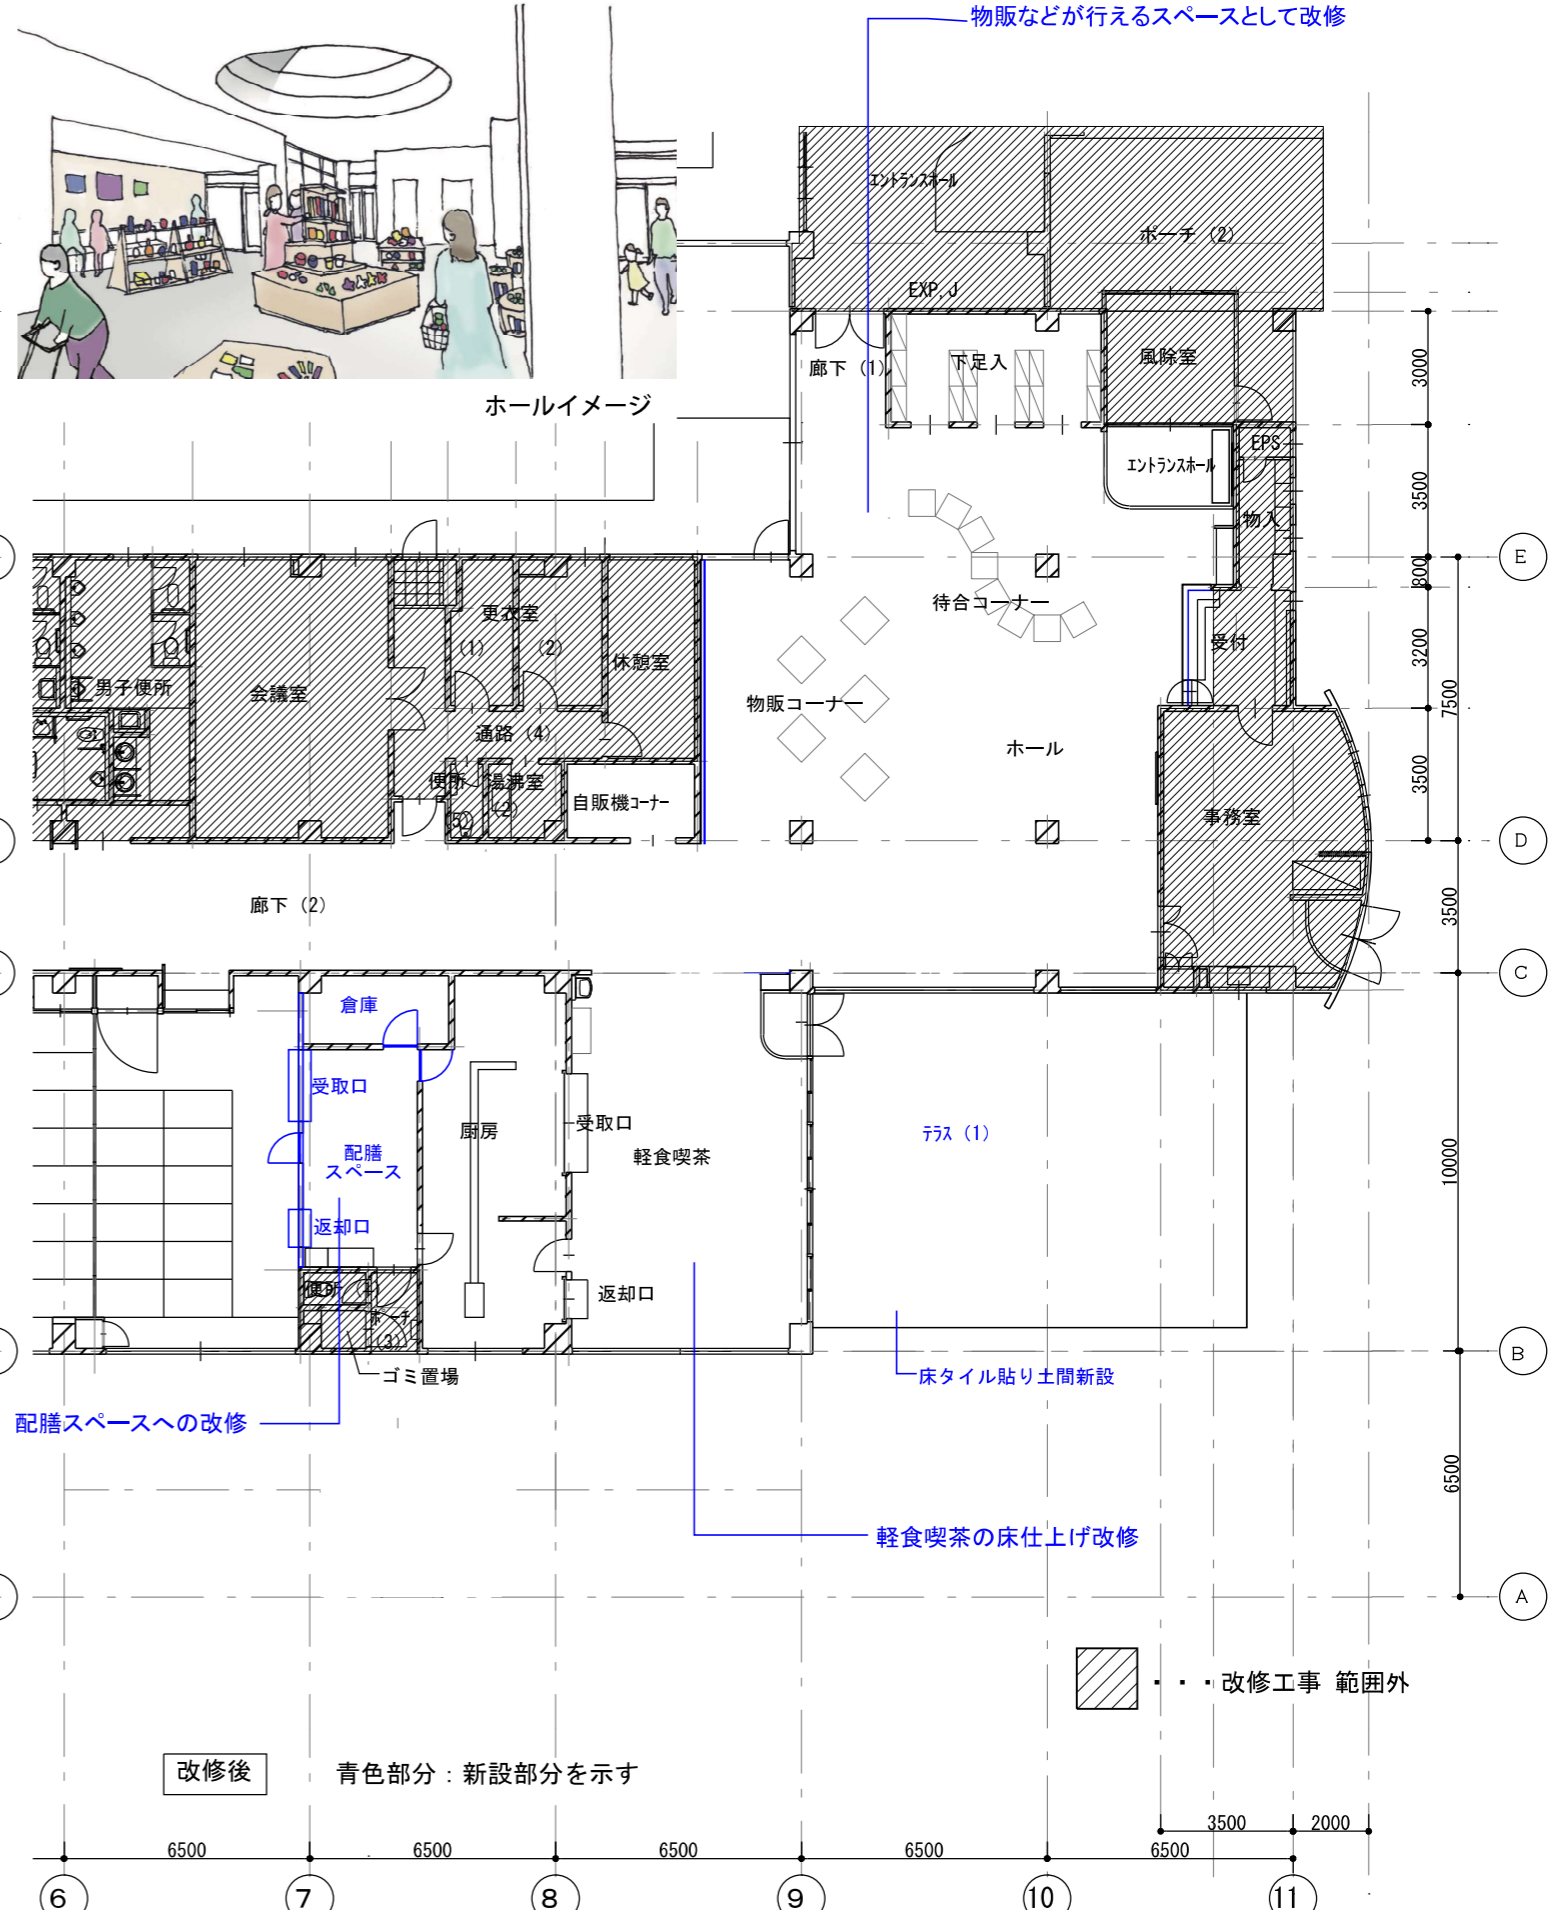 物販などが行えるスペースとして改修
エントランスホール
ポーチ (2)
EXP. J
ホールイメージ
廊下 (1)
下足入
風除室
3000
エントランスホール
EPS
物入
3500
E
800
更衣室
(1)
(2)
休憩室
待合コーナー
受付
3200
男子便所
会議室
物販コーナー
7500
通路 (4)
ホール
便所
湯沸室
(2)
自販機コーナー
3500
事務室
D
廊下 (2)
3500
C
倉庫
受取口
厨房
受取口
配膳
スペース
軽食喫茶
テラス (1)
10000
返却口
便所
返却口
ポーチ
(3)
B
ゴミ置場
床タイル貼り土間新設
配膳スペースへの改修
6500
軽食喫茶の床仕上げ改修
A
・・・改修工事 範囲外
改修後
青色部分：新設部分を示す
3500
2000
6500
6500
6500
6500
6500
6
7
8
9
10
11